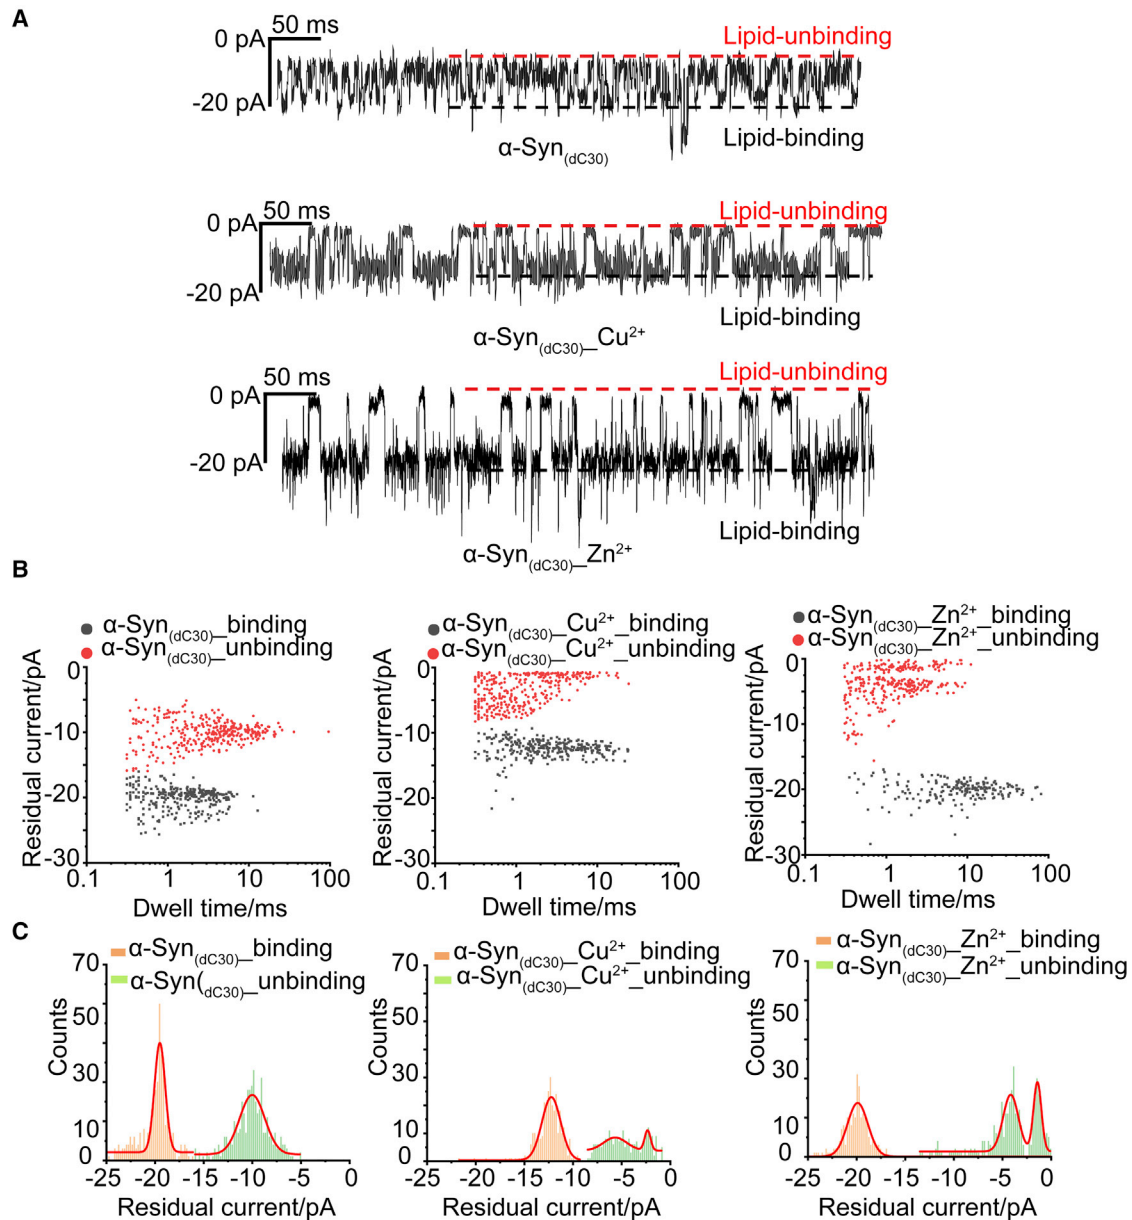 A
50 ms
0 pA
-20 pA
Lipid-unbinding
Lipid-binding
α-Syn(dC30)
50 ms
0 pA
-20 pA
Lipid-unbinding
Lipid-binding
α-Syn(dC30)_Cu2+
50 ms
0 pA
-20 pA
Lipid-unbinding
Lipid-binding
α-Syn(dC30)_Zn2+
B
α-Syn(dC30)_binding
α-Syn(dC30)_unbinding
Residual current/pA
0
-10
-20
-30
0.1 1 10 100
Dwell time/ms
α-Syn(dC30)_Cu2+_binding
α-Syn(dC30)_Cu2+_unbinding
Residual current/pA
0
-10
-20
-30
0.1 1 10 100
Dwell time/ms
α-Syn(dC30)_Zn2+_binding
α-Syn(dC30)_Zn2+_unbinding
Residual current/pA
0
-10
-20
-30
0.1 1 10 100
Dwell time/ms
C
α-Syn(dC30)_binding
α-Syn(dC30)_unbinding
Counts
70
50
30
10
0
-25 -20 -15 -10 -5 0
Residual current/pA
α-Syn(dC30)_Cu2+_binding
α-Syn(dC30)_Cu2+_unbinding
Counts
70
50
30
10
0
-25 -20 -15 -10 -5 0
Residual current/pA
α-Syn(dC30)_Zn2+_binding
α-Syn(dC30)_Zn2+_unbinding
Counts
70
50
30
10
0
-25 -20 -15 -10 -5 0
Residual current/pA